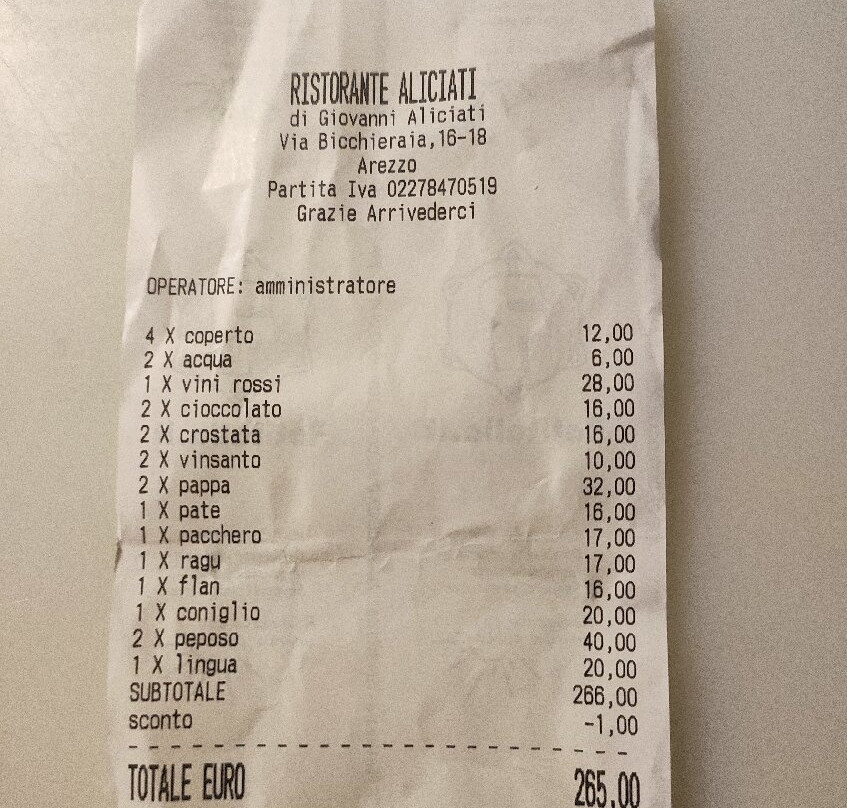 RISTORANTE ALICIATI
di Giovanni Aliciati
Via Bicchieraia,16-18
Arezzo
Partita Iva 02278470519
Grazie Arrivederci
OPERATORE: amministratore
4 X coperto 12,00
2 X acqua 6,00
1 X vini rossi 28,00
2 X cioccolato 16,00
2 X crostata 16,00
2 X vinsanto 10,00
2 X pappa 32,00
1 X pate 16,00
1 X pacchero 17,00
1 X ragu 17,00
1 X flan 16,00
1 X coniglio 20,00
2 X peposo 40,00
1 X lingua 20,00
SUBTOTALE 266,00
sconto -1,00
TOTALE EURO 265,00